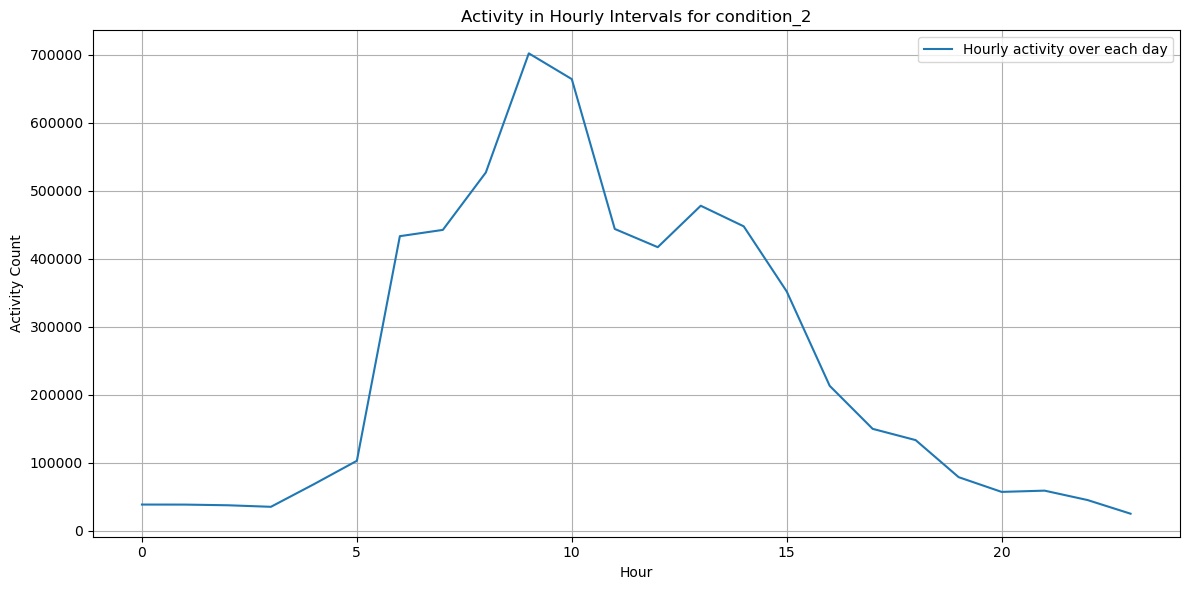 Activity in Hourly Intervals for condition_2
Hourly activity over each day
700000
600000
500000
400000
300000
200000
100000
0
Activity Count
0 5 10 15 20
Hour